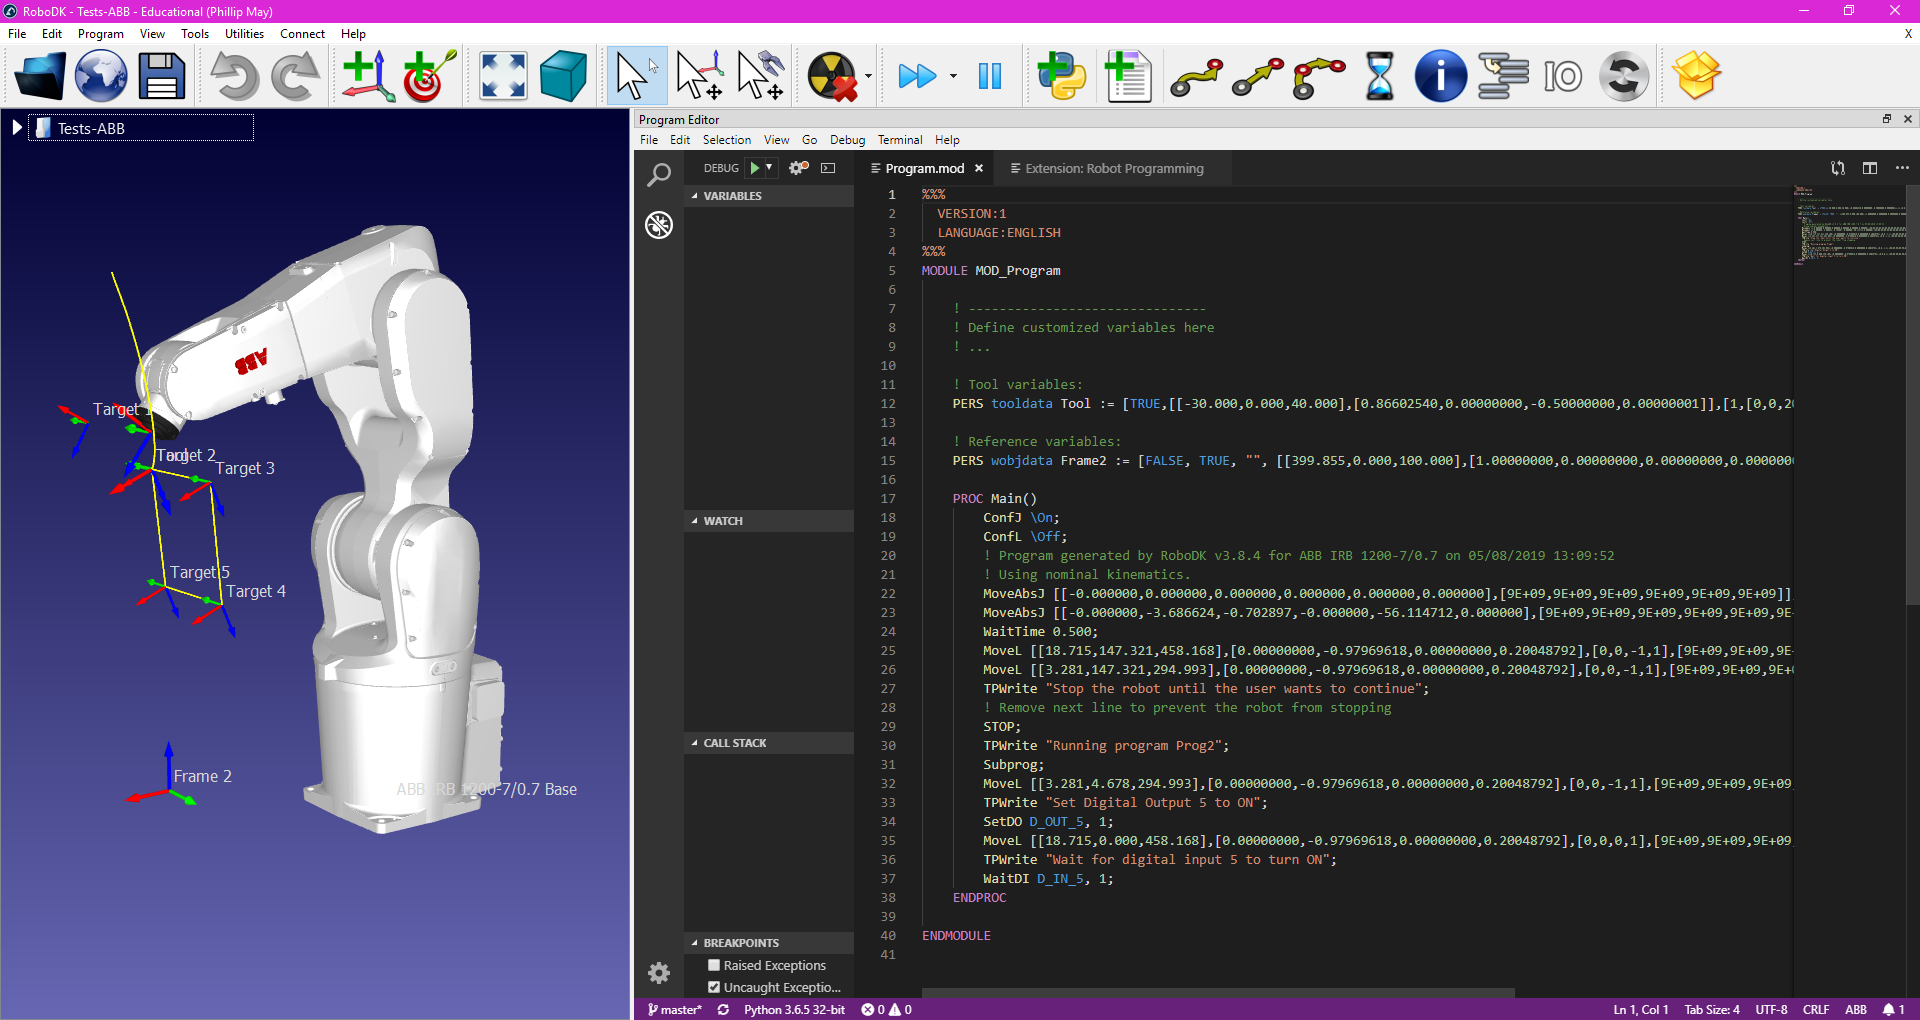 RoboDK - Tests-ABB - Educational (Phillip May)
File Edit Program View Tools Utilities Connect Help
X
IO
Tests-ABB
ABB
Target 1
Target 2
Target 3
Target 5
Target 4
Frame 2
ABB IRB 1200-7/0.7 Base
Program Editor
File Edit Selection View Go Debug Terminal Help
DEBUG
VARIABLES
WATCH
CALL STACK
BREAKPOINTS
Raised Exceptions
Uncaught Exceptio...
Program.mod
Extension: Robot Programming
1 %%%
2 VERSION:1
3 LANGUAGE:ENGLISH
4 %%%
5 MODULE MOD_Program
6
7 ! -------------------------------
8 ! Define customized variables here
9 ! ...
10
11 ! Tool variables:
12 PERS tooldata Tool := [TRUE,[[-30.000,0.000,40.000],[0.86602540,0.00000000,-0.50000000,0.00000001]],[1,[0,0,20
13
14 ! Reference variables:
15 PERS wobjdata Frame2 := [FALSE, TRUE, "", [[399.855,0.000,100.000],[1.00000000,0.00000000,0.00000000,0.0000000
16
17 PROC Main()
18 ConfJ \On;
19 ConfL \Off;
20 ! Program generated by RoboDK v3.8.4 for ABB IRB 1200-7/0.7 on 05/08/2019 13:09:52
21 ! Using nominal kinematics.
22 MoveAbsJ [[-0.000000,0.000000,0.000000,0.000000,0.000000,0.000000],[9E+09,9E+09,9E+09,9E+09,9E+09,9E+09]]
23 MoveAbsJ [[-0.000000,-3.686624,-0.702897,-0.000000,-56.114712,0.000000],[9E+09,9E+09,9E+09,9E+09,9E+09,9E
24 WaitTime 0.500;
25 MoveL [[18.715,147.321,458.168],[0.00000000,-0.97969618,0.00000000,0.20048792],[0,0,-1,1],[9E+09,9E+09,9E
26 MoveL [[3.281,147.321,294.993],[0.00000000,-0.97969618,0.00000000,0.20048792],[0,0,-1,1],[9E+09,9E+09,9E+0
27 TPWrite "Stop the robot until the user wants to continue";
28 ! Remove next line to prevent the robot from stopping
29 STOP;
30 TPWrite "Running program Prog2";
31 Subprog;
32 MoveL [[3.281,4.678,294.993],[0.00000000,-0.97969618,0.00000000,0.20048792],[0,0,-1,1],[9E+09,9E+09,9E+09,
33 TPWrite "Set Digital Output 5 to ON";
34 SetDO D_OUT_5, 1;
35 MoveL [[18.715,0.000,458.168],[0.00000000,-0.97969618,0.00000000,0.20048792],[0,0,0,1],[9E+09,9E+09,9E+09,
36 TPWrite "Wait for digital input 5 to turn ON";
37 WaitDI D_IN_5, 1;
38 ENDPROC
39
40 ENDMODULE
41
master* Python 3.6.5 32-bit 0 0 Ln 1, Col 1 Tab Size: 4 UTF-8 CRLF ABB 1